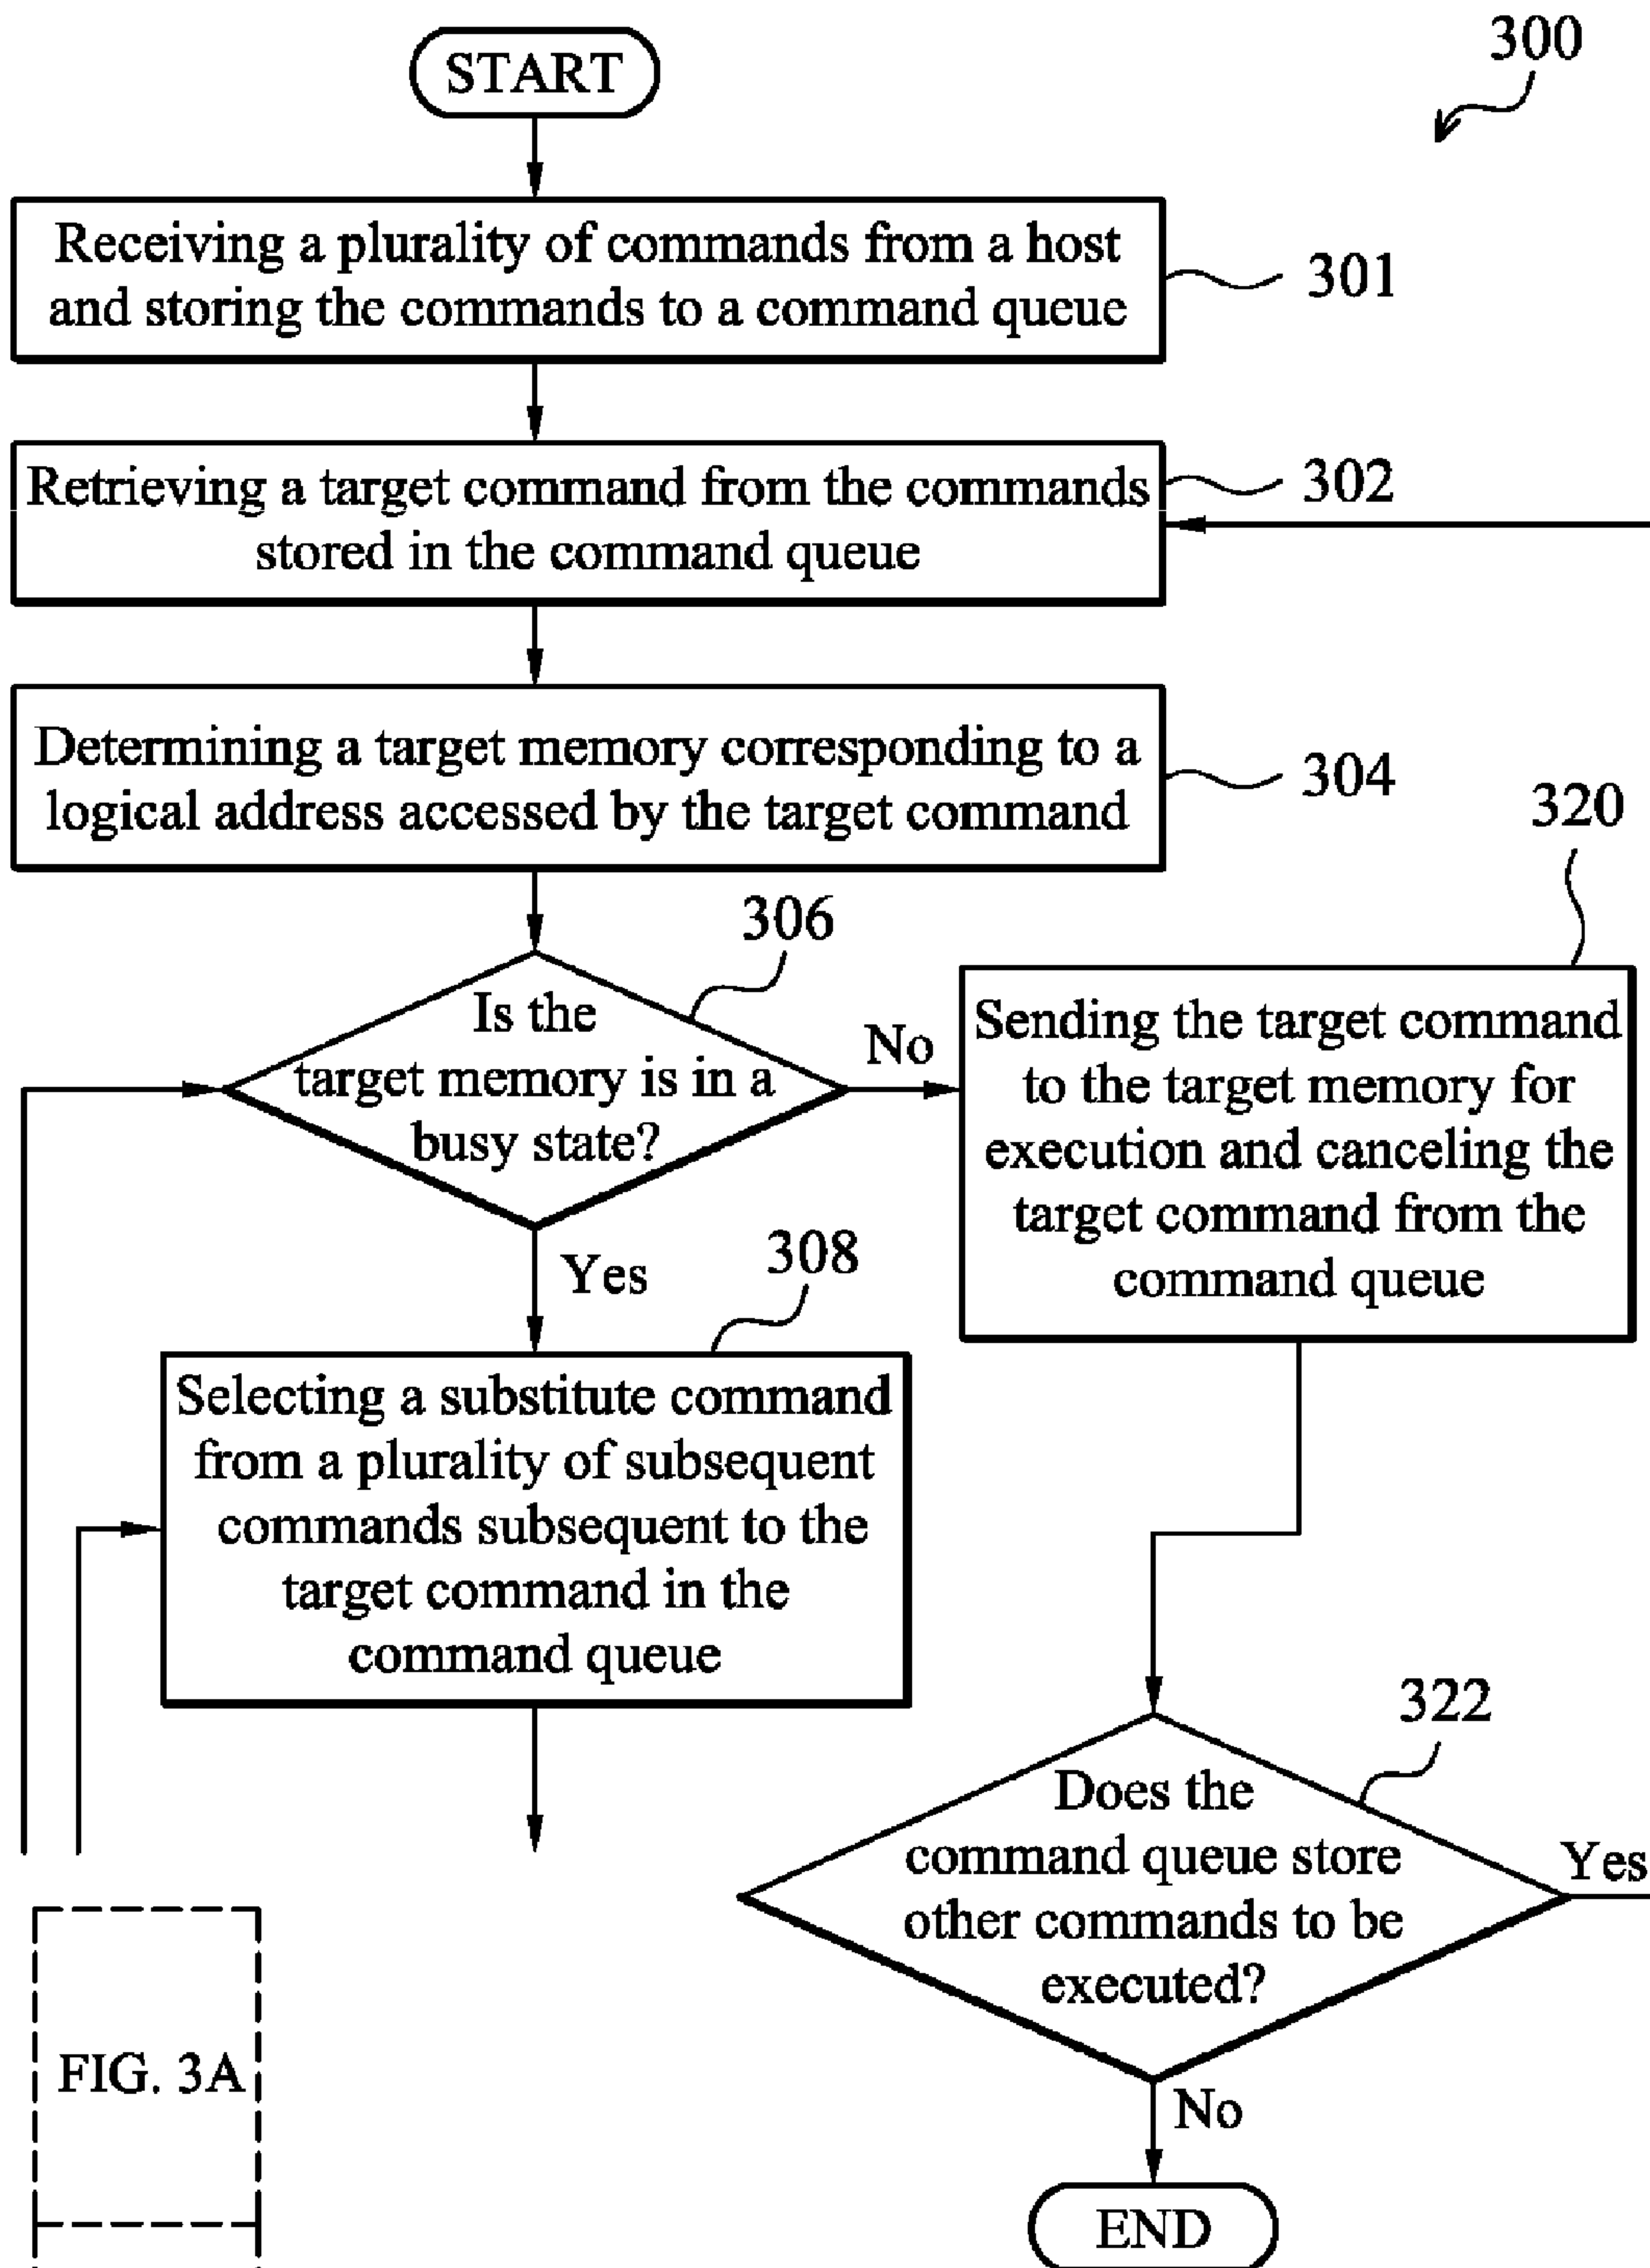 300
START
Receiving a plurality of commands from a host
and storing the commands to a command queue
301
Retrieving a target command from the commands
stored in the command queue
302
Determining a target memory corresponding to a
logical address accessed by the target command
304
306
Is the
target memory is in a
busy state?
No
Yes
320
Sending the target command
to the target memory for
execution and canceling the
target command from the
command queue
308
Selecting a substitute command
from a plurality of subsequent
commands subsequent to the
target command in the
command queue
322
Does the
command queue store
other commands to be
executed?
Yes
No
END
FIG. 3A